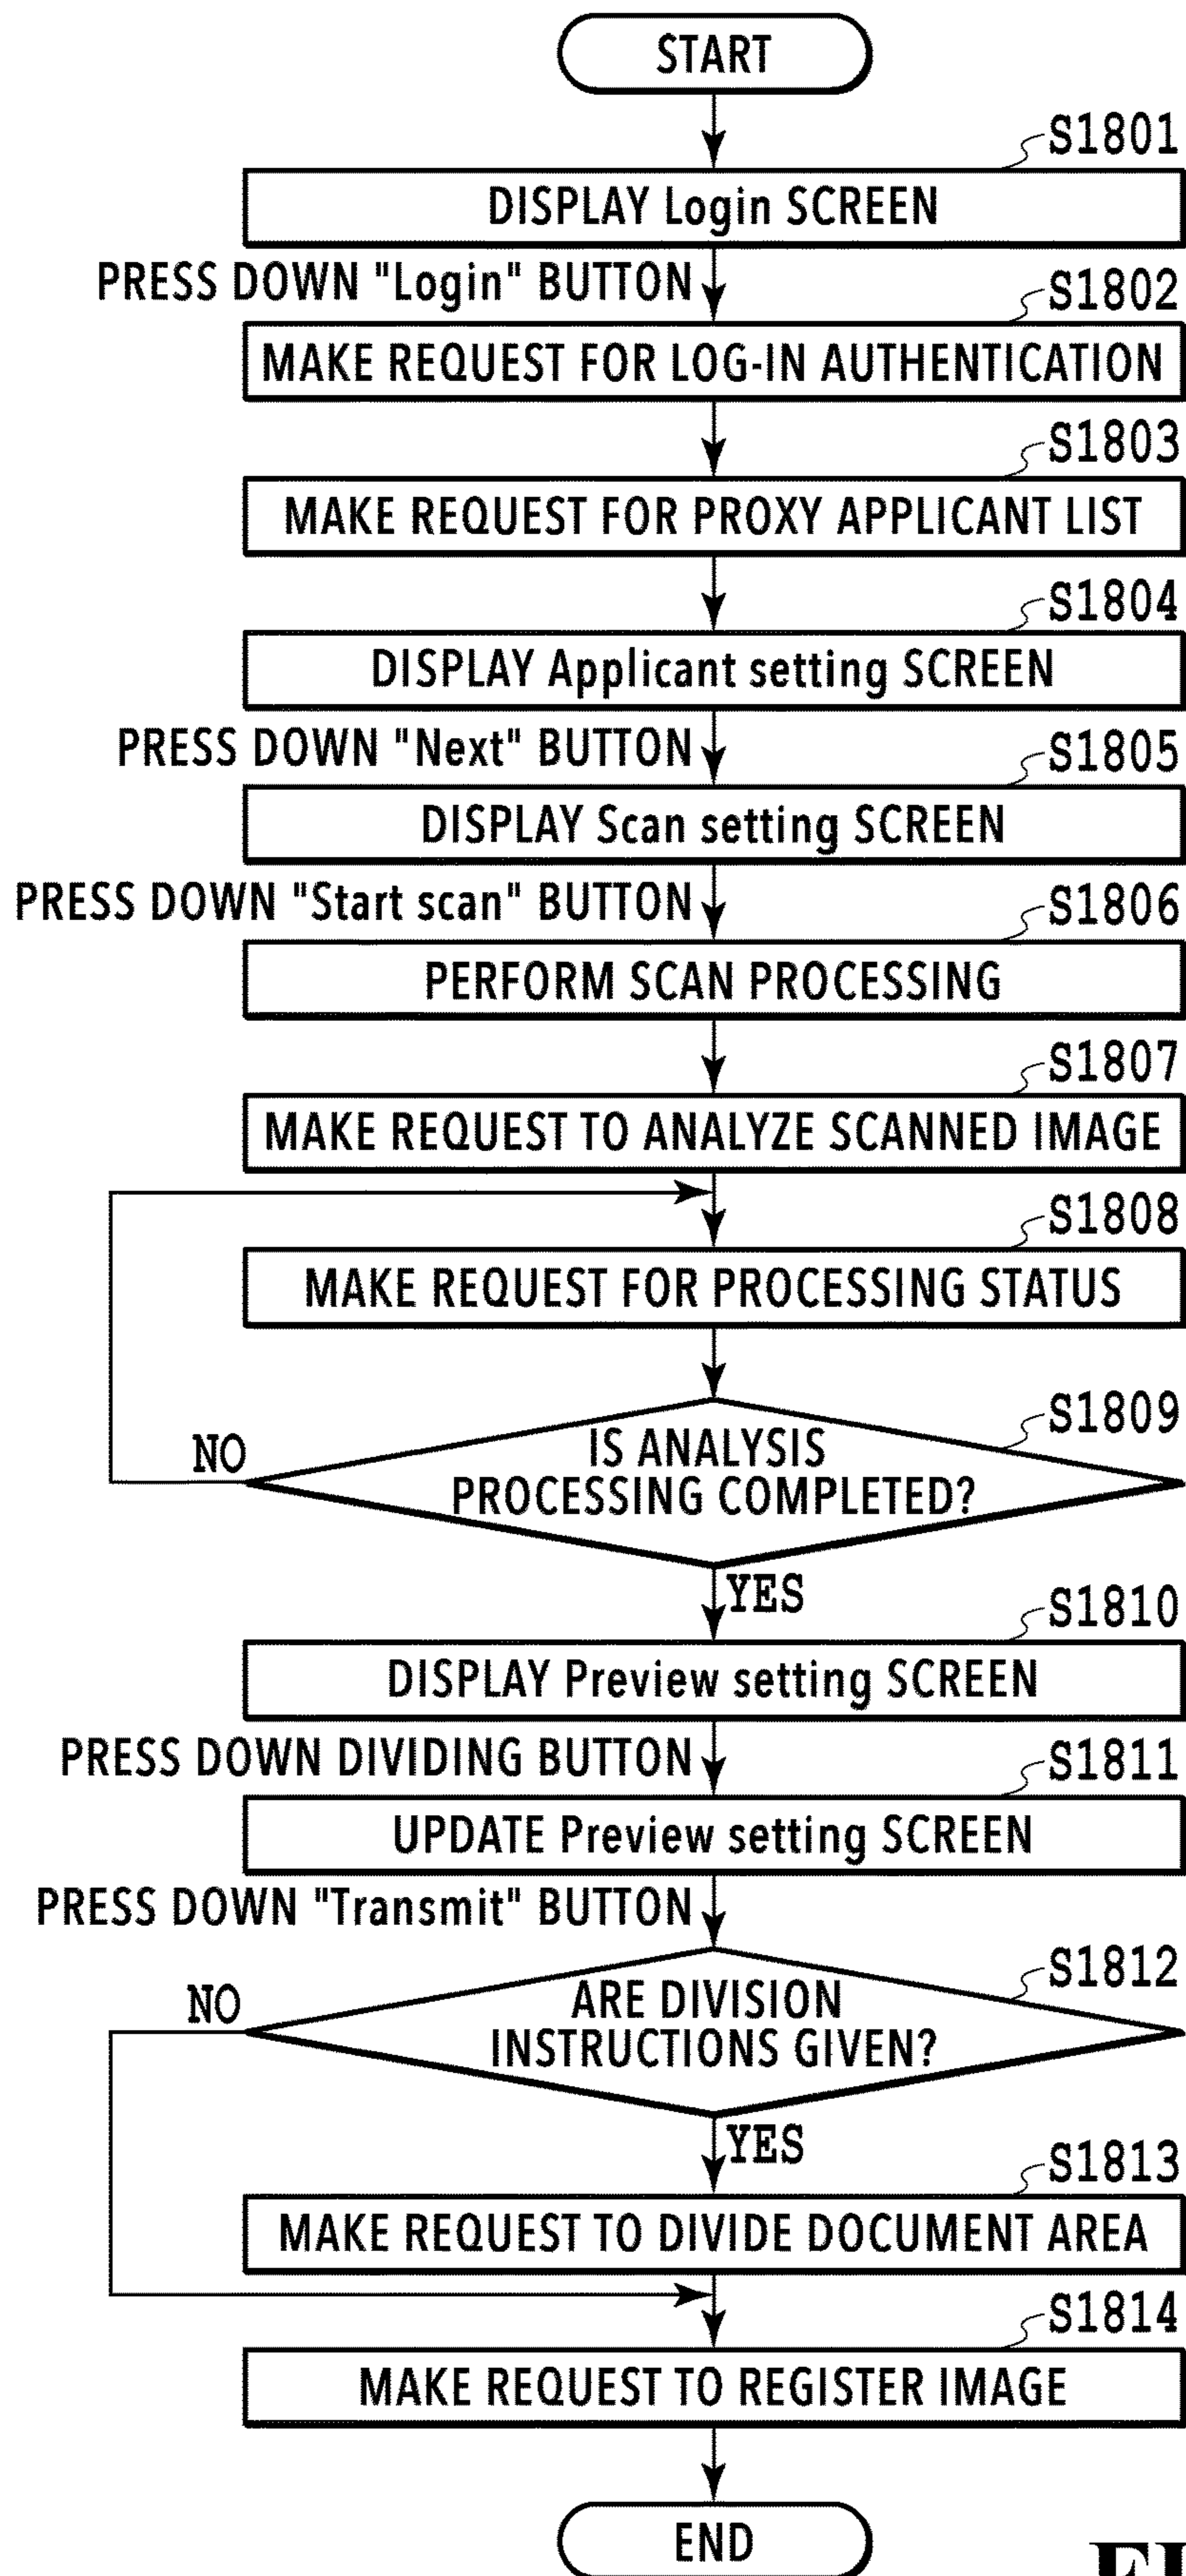 START
S1801
DISPLAY Login SCREEN
PRESS DOWN "Login" BUTTON
S1802
MAKE REQUEST FOR LOG-IN AUTHENTICATION
S1803
MAKE REQUEST FOR PROXY APPLICANT LIST
S1804
DISPLAY Applicant setting SCREEN
PRESS DOWN "Next" BUTTON
S1805
DISPLAY Scan setting SCREEN
PRESS DOWN "Start scan" BUTTON
S1806
PERFORM SCAN PROCESSING
S1807
MAKE REQUEST TO ANALYZE SCANNED IMAGE
S1808
MAKE REQUEST FOR PROCESSING STATUS
S1809
NO
IS ANALYSIS
PROCESSING COMPLETED?
YES
S1810
DISPLAY Preview setting SCREEN
PRESS DOWN DIVIDING BUTTON
S1811
UPDATE Preview setting SCREEN
PRESS DOWN "Transmit" BUTTON
S1812
NO
ARE DIVISION
INSTRUCTIONS GIVEN?
YES
S1813
MAKE REQUEST TO DIVIDE DOCUMENT AREA
S1814
MAKE REQUEST TO REGISTER IMAGE
END